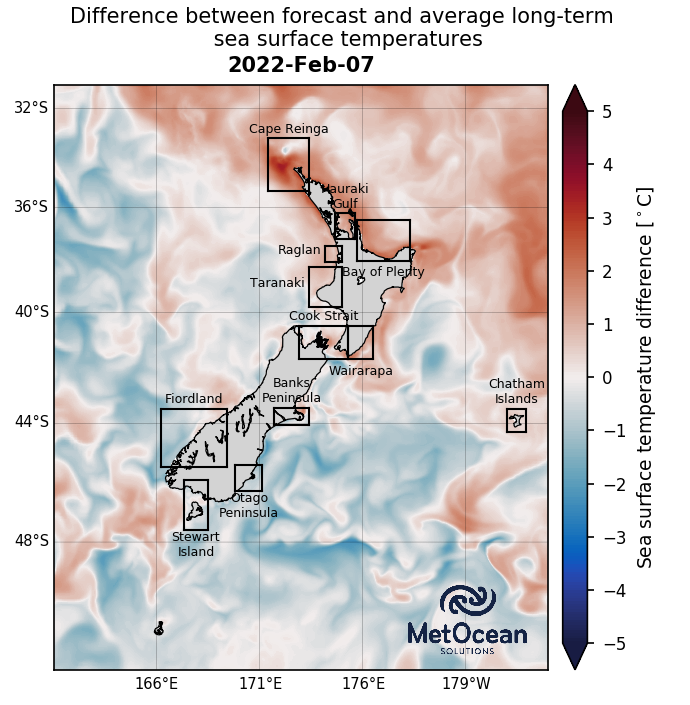 Difference between forecast and average long-term
sea surface temperatures
2022-Feb-07
32°S
36°S
40°S
44°S
48°S
166°E
171°E
176°E
179°W
Cape Reinga
Hauraki
Gulf
Raglan
Bay of Plenty
Taranaki
Cook Strait
Wairarapa
Banks
Peninsula
Fiordland
Chatham
Islands
Otago
Peninsula
Stewart
Island
MetOcean
SOLUTIONS
5
4
3
2
1
0
−1
−2
−3
−4
−5
Sea surface temperature difference [°C]